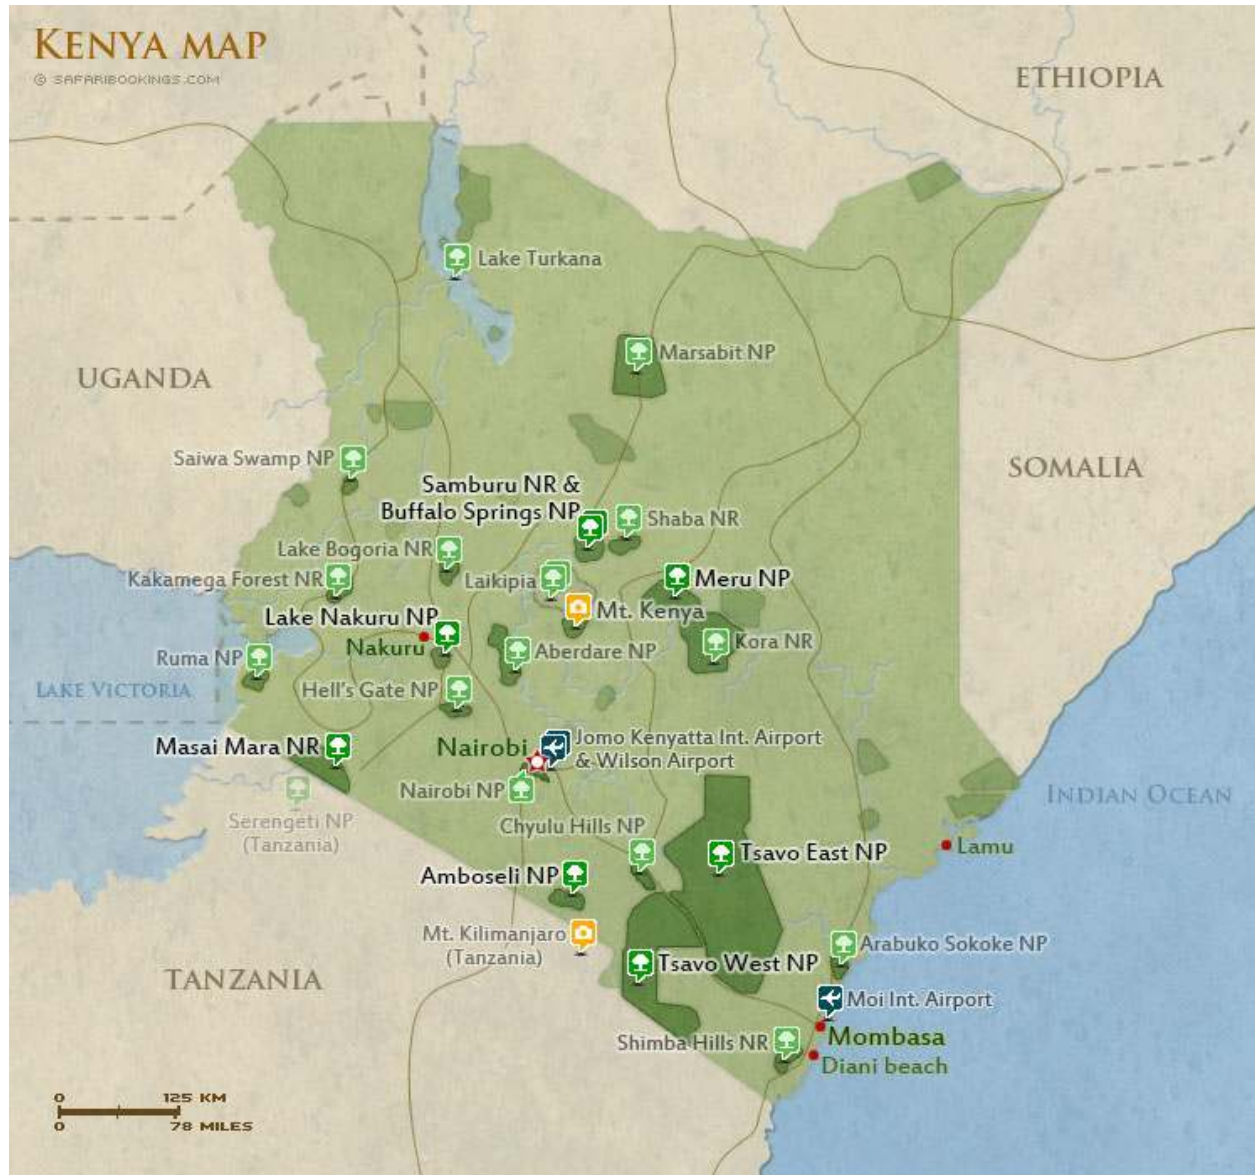 KENYA MAP
© SAFARIBOOKINGS.COM
ETHIOPIA
Lake Turkana
Marsabit NP
UGANDA
Saiwa Swamp NP
SOMALIA
Samburu NR &
Buffalo Springs NP
Shaba NR
Lake Bogoria NR
Kakamega Forest NR
Laikipia
Meru NP
Lake Nakuru NP
Mt. Kenya
Nakuru
Kora NR
Ruma NP
Aberdare NP
LAKE VICTORIA
Hell's Gate NP
Masai Mara NR
Nairobi
Jomo Kenyatta Int. Airport
& Wilson Airport
Nairobi NP
INDIAN OCEAN
Serengeti NP
(Tanzania)
Chyulu Hills NP
Tsavo East NP
Lamu
Amboseli NP
Mt. Kilimanjaro
(Tanzania)
Arabuko Sokoke NP
Tsavo West NP
TANZANIA
Moi Int. Airport
Shimba Hills NR
Mombasa
Diani beach
0 125 KM
0 78 MILES